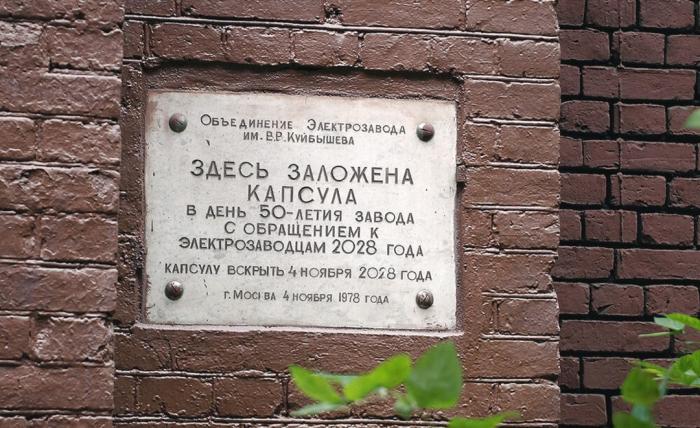 Объединение Электрозавода
им. В.В. Куйбышева
ЗДЕСЬ ЗАЛОЖЕНА
КАПСУЛА
В ДЕНЬ 50-ЛЕТИЯ ЗАВОДА
С ОБРАЩЕНИЕМ К
ЭЛЕКТРОЗАВОДЦАМ 2028 ГОДА
КАПСУЛУ ВСКРЫТЬ 4 НОЯБРЯ 2028 ГОДА
г. МОСКВА 4 НОЯБРЯ 1978 ГОДА